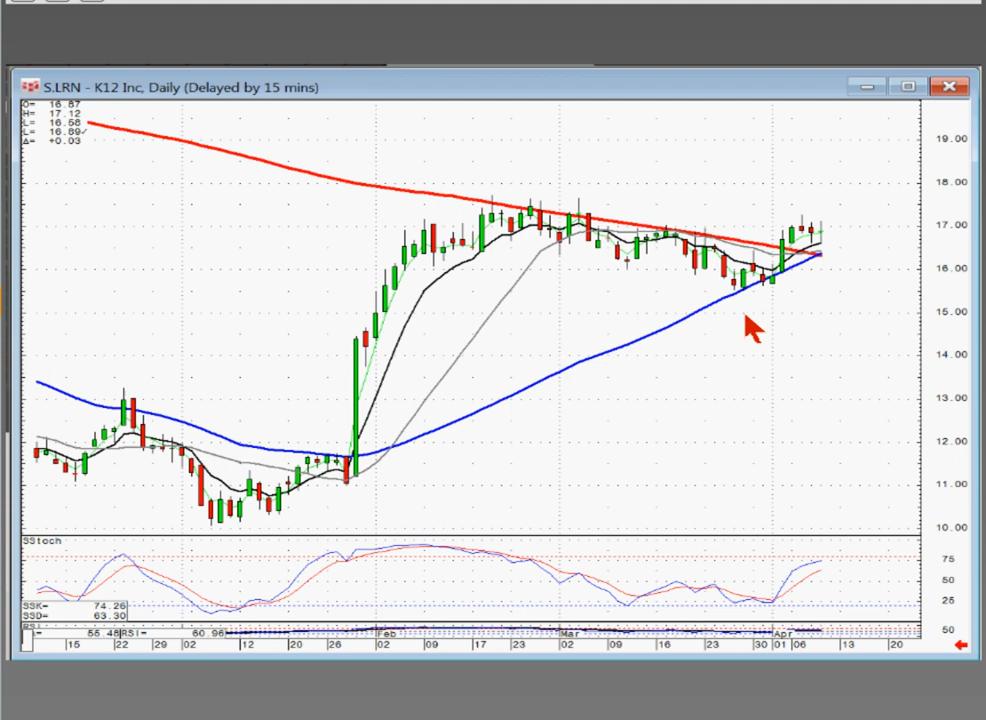 S.LRN - K12 Inc, Daily (Delayed by 15 mins)
O= 16.87
H= 17.12
L= 16.58
L= 16.89
Δ= +0.03
19.00
18.00
17.00
16.00
15.00
14.00
13.00
12.00
11.00
10.00
SStoch
75
50
25
SSK= 74.26
SSD= 63.30
55.48 RSI= 60.96
50
Feb Mar Apr
15 22 29 02 12 20 26 02 09 17 23 02 09 16 23 30 01 06 13 20